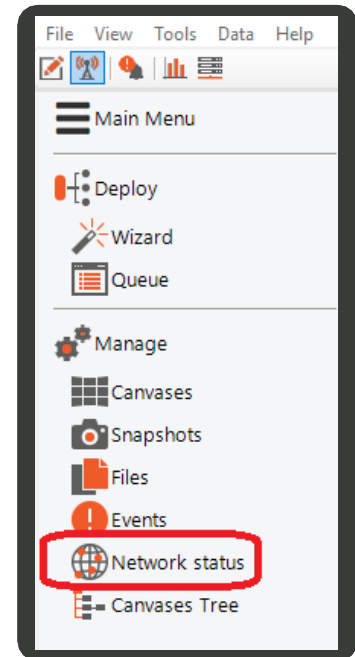 File View Tools Data Help
Main Menu
Deploy
Wizard
Queue
Manage
Canvases
Snapshots
Files
Events
Network status
Canvases Tree